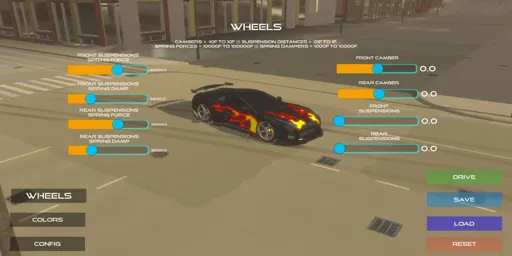 WHEELS
CAMBERS = -10F TO 10F || SUSPENSION DISTANCES = .01F TO 1F
SPRING FORCES = 10000F TO 100000F || SPRING DAMPERS = 1000F TO 10000F
FRONT SUSPENSIONS
SPRING FORCE
FRONT SUSPENSIONS
SPRING DAMP
REAR SUSPENSIONS
SPRING FORCE
REAR SUSPENSIONS
SPRING DAMP
FRONT CAMBER
0.0
REAR CAMBER
0.0
FRONT
SUSPENSIONS
0.0
REAR
SUSPENSIONS
0.0
WHEELS
COLORS
CONFIG
DRIVE
SAVE
LOAD
RESET